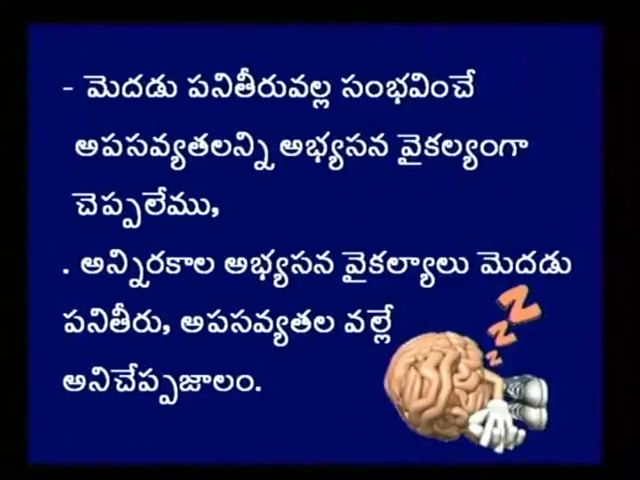 - మెదడు పనితీరువల్ల సంభవించే
అపసవ్యతలన్ని అభ్యసన వైకల్యంగా
చెప్పలేము,
. అన్నిరకాల అభ్యసన వైకల్యాలు మెదడు
పనితీరు, అపసవ్యతల వల్లే
అనిచేప్పజాలం.
Z
Z
Z